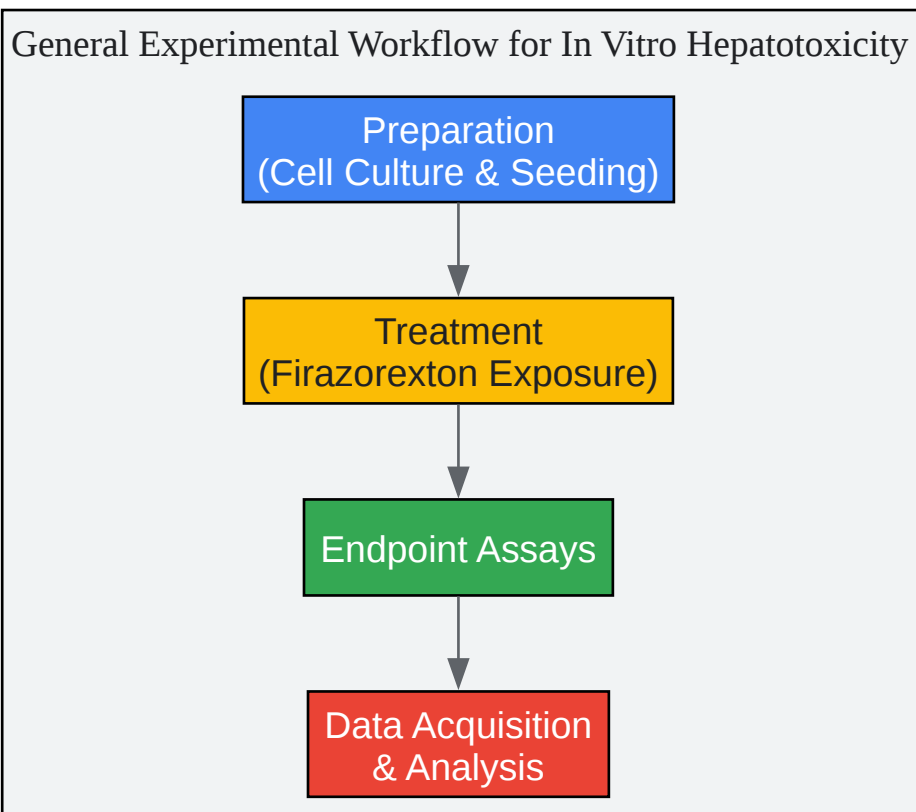 General Experimental Workflow for In Vitro Hepatotoxicity
Preparation
(Cell Culture & Seeding)
Treatment
(Firazorexton Exposure)
Endpoint Assays
Data Acquisition
& Analysis